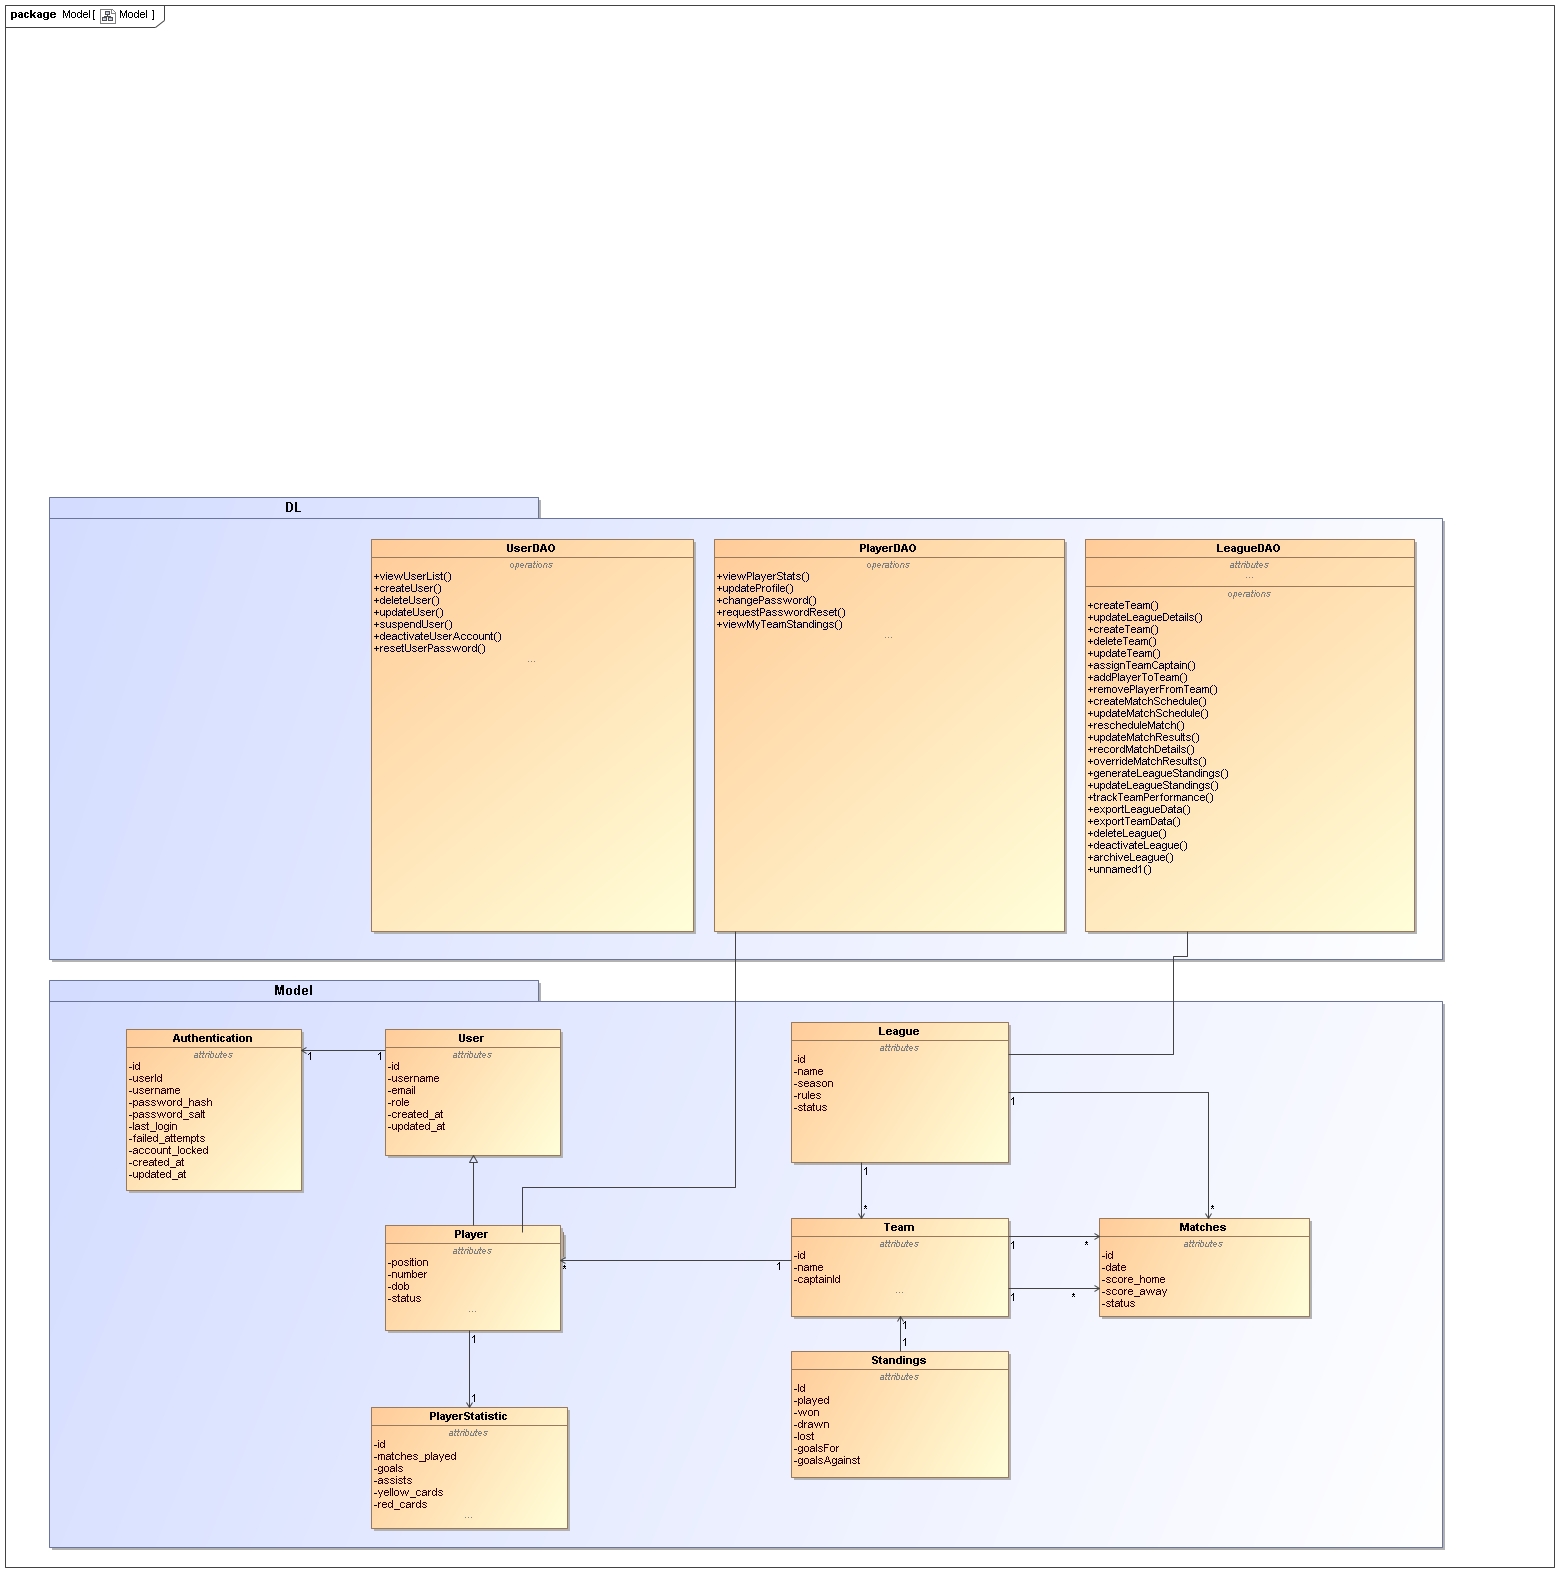 package Model[ Model ]
DL
UserDAO
operations
+viewUserList()
+createUser()
+deleteUser()
+updateUser()
+suspendUser()
+deactivateUserAccount()
+resetUserPassword()
...
PlayerDAO
operations
+viewPlayerStats()
+updateProfile()
+changePassword()
+requestPasswordReset()
+viewMyTeamStandings()
...
LeagueDAO
attributes
...
operations
+createTeam()
+updateLeagueDetails()
+createTeam()
+deleteTeam()
+updateTeam()
+assignTeamCaptain()
+addPlayerToTeam()
+removePlayerFromTeam()
+createMatchSchedule()
+updateMatchSchedule()
+rescheduleMatch()
+updateMatchResults()
+recordMatchDetails()
+overrideMatchResults()
+generateLeagueStandings()
+updateLeagueStandings()
+trackTeamPerformance()
+exportLeagueData()
+exportTeamData()
+deleteLeague()
+deactivateLeague()
+archiveLeague()
+unnamed1()
Model
Authentication
attributes
-id
-userId
-username
-password_hash
-password_salt
-last_login
-failed_attempts
-account_locked
-created_at
-updated_at
1
1
User
attributes
-id
-username
-email
-role
-created_at
-updated_at
League
attributes
-id
-name
-season
-rules
-status
1
1
*
*
Player
attributes
-position
-number
-dob
-status
...
*
1
Team
attributes
-id
-name
-captainId
...
1
*
1
*
Matches
attributes
-id
-date
-score_home
-score_away
-status
1
1
1
1
Standings
attributes
-Id
-played
-won
-drawn
-lost
-goalsFor
-goalsAgainst
PlayerStatistic
attributes
-id
-matches_played
-goals
-assists
-yellow_cards
-red_cards
...